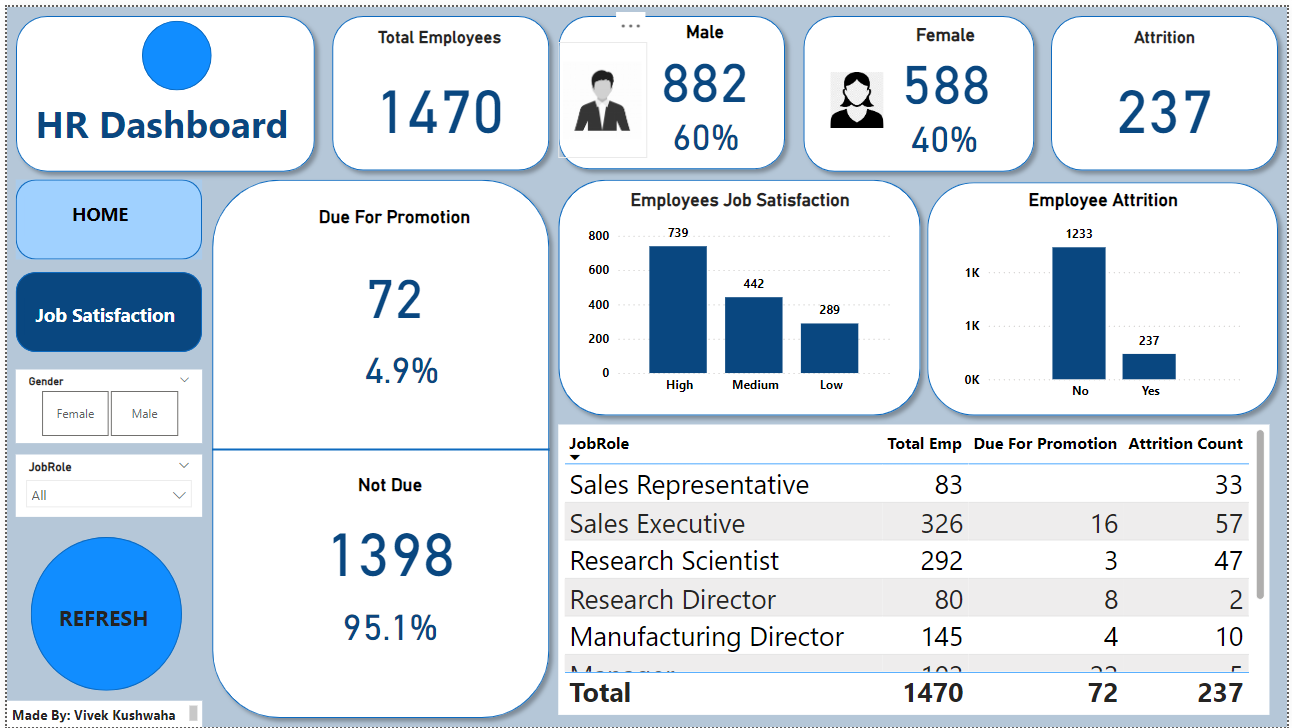 HR Dashboard
Total Employees
1470
Male
882
60%
Female
588
40%
Attrition
237
HOME
Job Satisfaction
Gender
Female Male
JobRole
All
REFRESH
Made By: Vivek Kushwaha
Due For Promotion
72
4.9%
Not Due
1398
95.1%
Employees Job Satisfaction
800
600
400
200
0
739
442
289
High Medium Low
Employee Attrition
1K
1K
0K
1233
237
No Yes
JobRole Total Emp Due For Promotion Attrition Count
Sales Representative 83 33
Sales Executive 326 16 57
Research Scientist 292 3 47
Research Director 80 8 2
Manufacturing Director 145 4 10
Total 1470 72 237